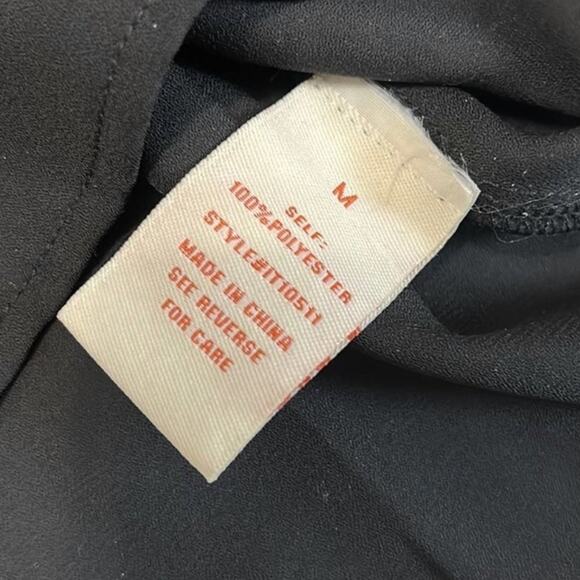 M
SELF:
100%POLYESTER
STYLE#IT10511
MADE IN CHINA
SEE REVERSE
FOR CARE